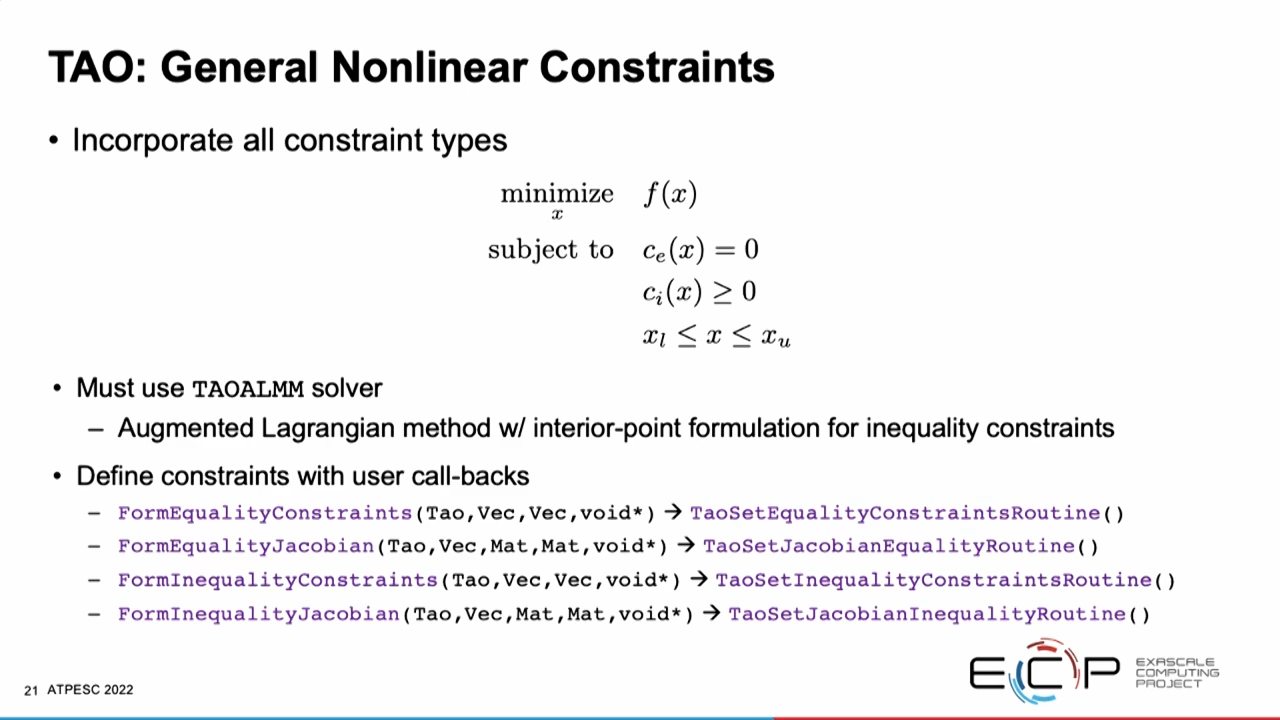 TAO: General Nonlinear Constraints
• Incorporate all constraint types
minimize f(x)
x
subject to c_e(x) = 0
c_i(x) ≥ 0
x_l ≤ x ≤ x_u
• Must use TAOALMM solver
– Augmented Lagrangian method w/ interior-point formulation for inequality constraints
• Define constraints with user call-backs
– FormEqualityConstraints(Tao,Vec,Vec,void*) → TaoSetEqualityConstraintsRoutine()
– FormEqualityJacobian(Tao,Vec,Mat,Mat,void*) → TaoSetJacobianEqualityRoutine()
– FormInequalityConstraints(Tao,Vec,Vec,void*) → TaoSetInequalityConstraintsRoutine()
– FormInequalityJacobian(Tao,Vec,Mat,Mat,void*) → TaoSetJacobianInequalityRoutine()
ECP EXASCALE
COMPUTING
PROJECT
21 ATPESC 2022